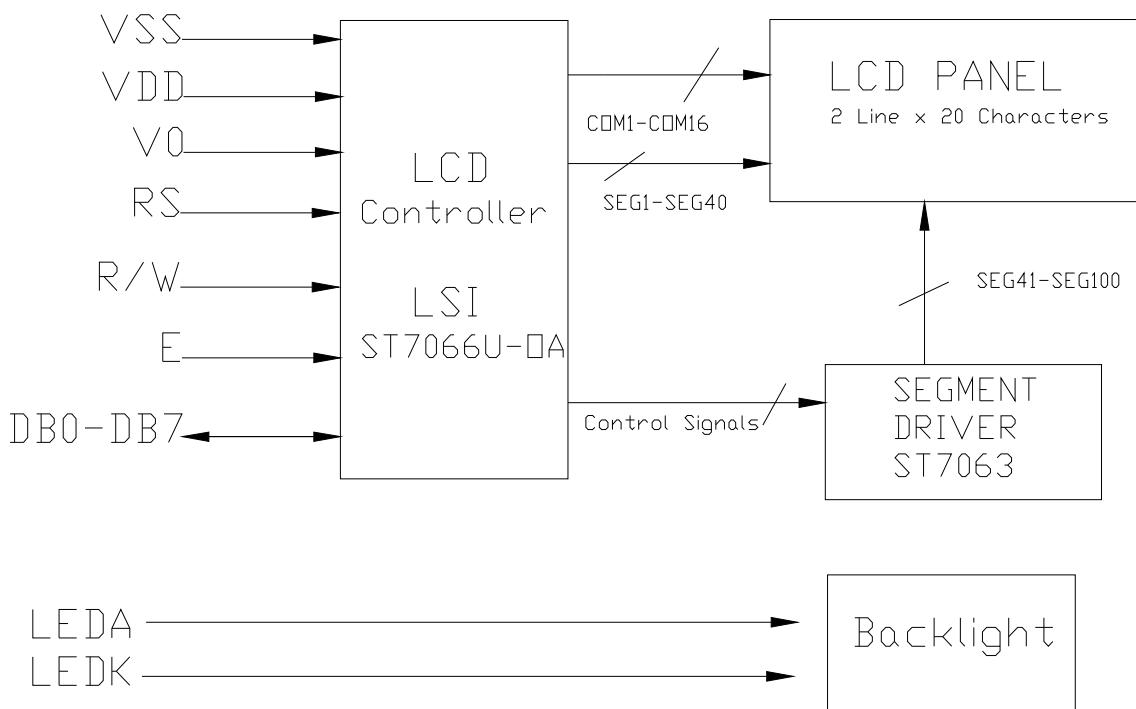 VSS
VDD
V0
RS
R/W
E
DB0-DB7
LCD
Controller
LSI
ST7066U-0A
COM1-COM16
SEG1-SEG40
Control Signals
LCD PANEL
2 Line x 20 Characters
SEG41-SEG100
SEGMENT
DRIVER
ST7063
LEDA
LEDK
Backlight